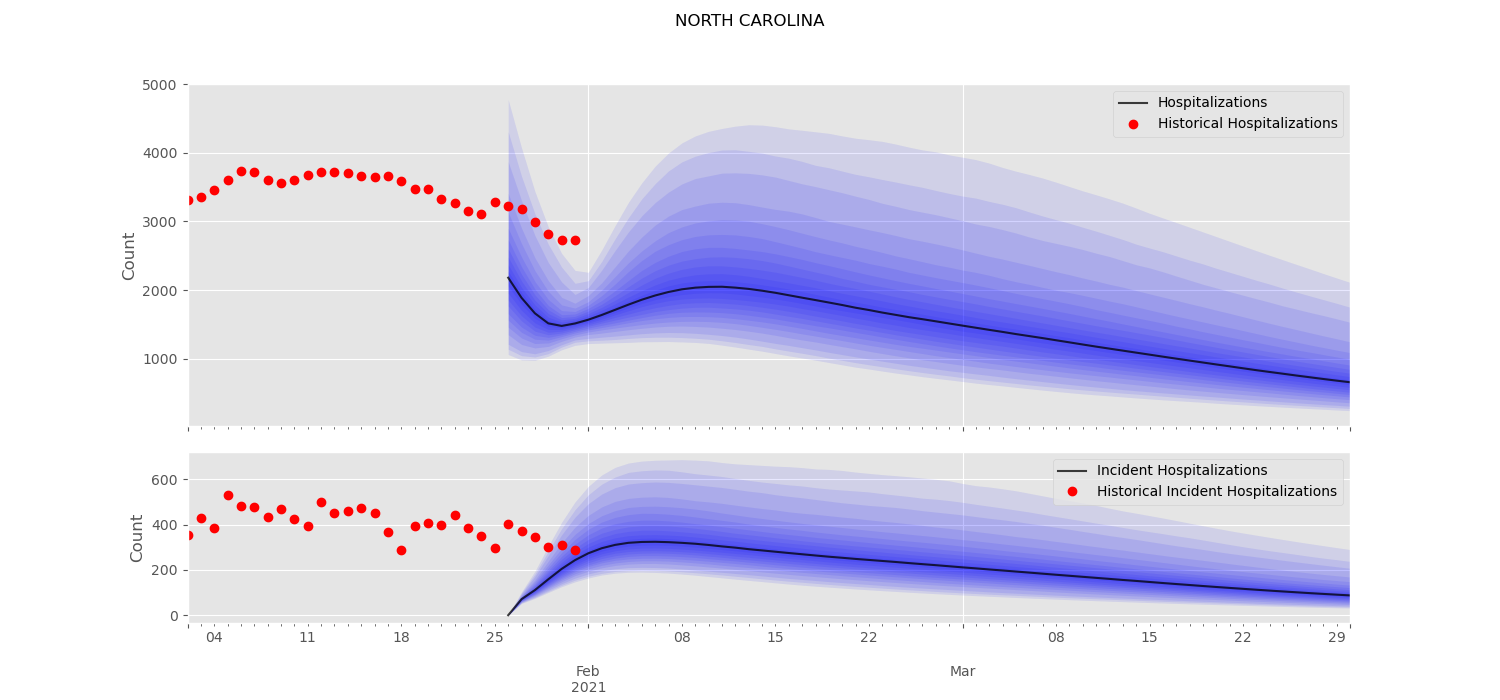 NORTH CAROLINA
5000
4000
3000
2000
1000
Count
Hospitalizations
Historical Hospitalizations
600
400
200
0
Count
Incident Hospitalizations
Historical Incident Hospitalizations
04 11 18 25 08 15 22 08 15 22 29
Feb Mar
2021